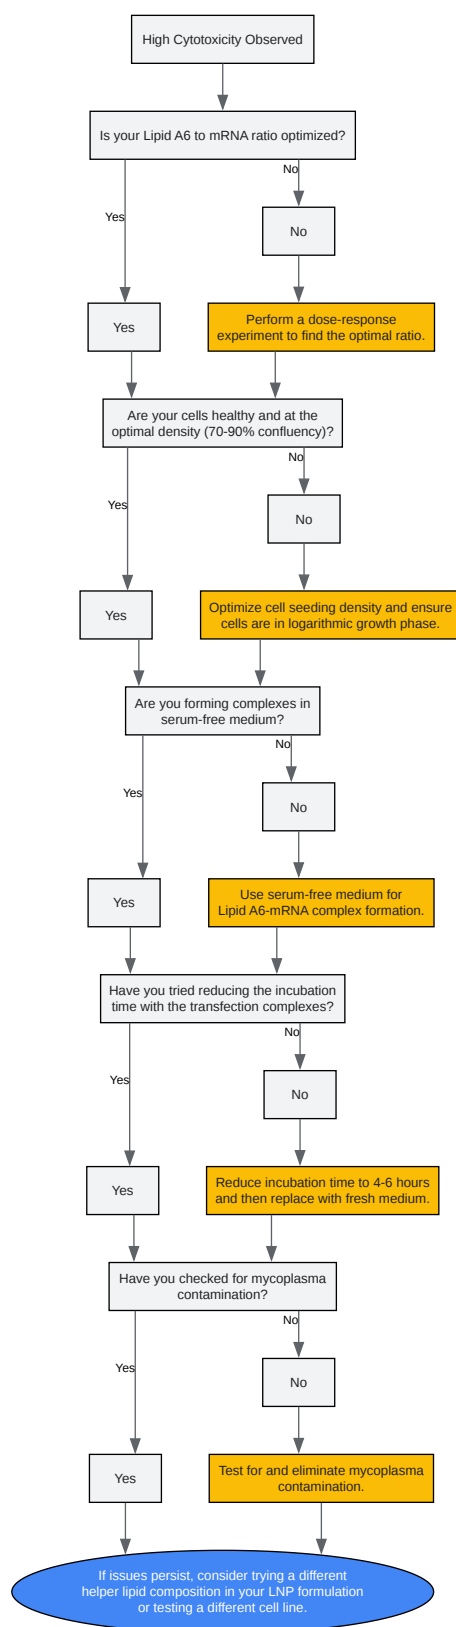 High Cytotoxicity Observed
Is your Lipid A6 to mRNA ratio optimized?
No
Yes
No
Yes
Perform a dose-response
experiment to find the optimal ratio.
Are your cells healthy and at the
optimal density (70-90% confluency)?
No
Yes
No
Yes
Optimize cell seeding density and ensure
cells are in logarithmic growth phase.
Are you forming complexes in
serum-free medium?
No
Yes
No
Yes
Use serum-free medium for
Lipid A6-mRNA complex formation.
Have you tried reducing the incubation
time with the transfection complexes?
No
Yes
No
Yes
Reduce incubation time to 4-6 hours
and then replace with fresh medium.
Have you checked for mycoplasma
contamination?
No
Yes
No
Yes
Test for and eliminate mycoplasma
contamination.
If issues persist, consider trying a different
helper lipid composition in your LNP formulation
or testing a different cell line.